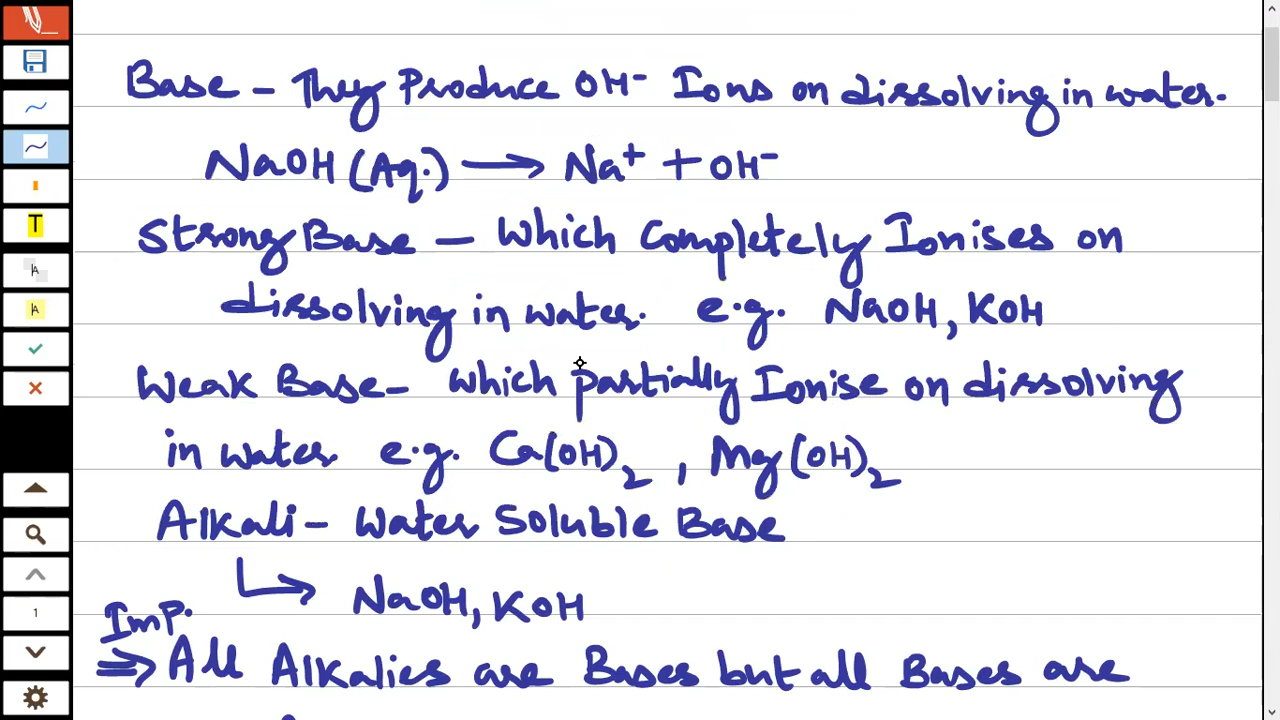 Base - They Produce OH⁻ Ions on dissolving in water.
NaOH (Aq.) ⟶ Na⁺ + OH⁻
Strong Base - Which Completely Ionises on
dissolving in water. e.g. NaOH, KOH
Weak Base- Which partially Ionise on dissolving
in water. e.g. Ca(OH)₂ , Mg(OH)₂
Alkali - Water Soluble Base
↳ NaOH, KOH
Imp.
⇒ All Alkalies are Bases but all Bases are
T
A
A
1